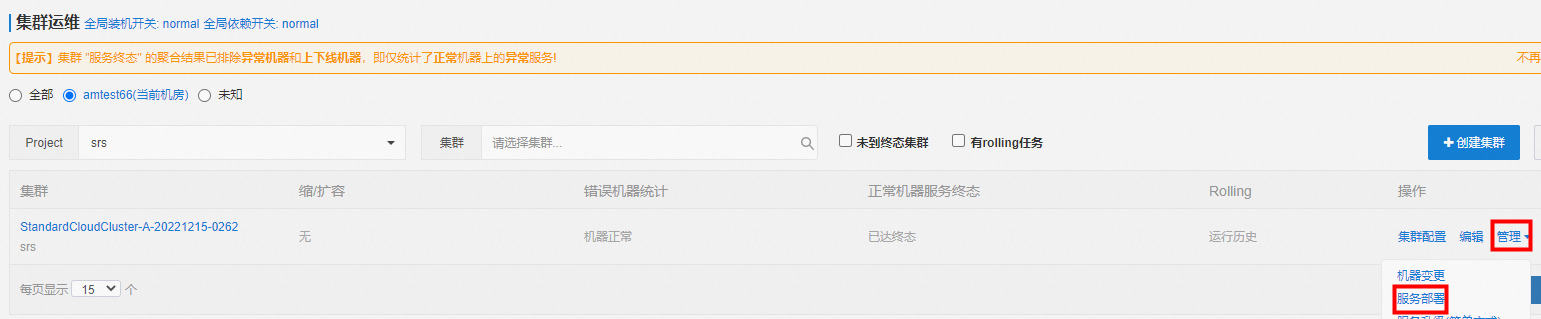 集群运维 全局装机开关: normal 全局依赖开关: normal
【提示】集群 "服务终态" 的聚合结果已排除异常机器和上下线机器，即仅统计了正常机器上的异常服务! 不再
全部 amtest66(当前机房) 未知
Project srs 集群 请选择集群... 未到终态集群 有rolling任务 创建集群
集群 缩/扩容 错误机器统计 正常机器服务终态 Rolling 操作
StandardCloudCluster-A-20221215-0262
srs 无 机器正常 已达终态 运行历史 集群配置 编辑 管理
机器变更
每页显示 15 个
服务部署
服务升级(简单方式)